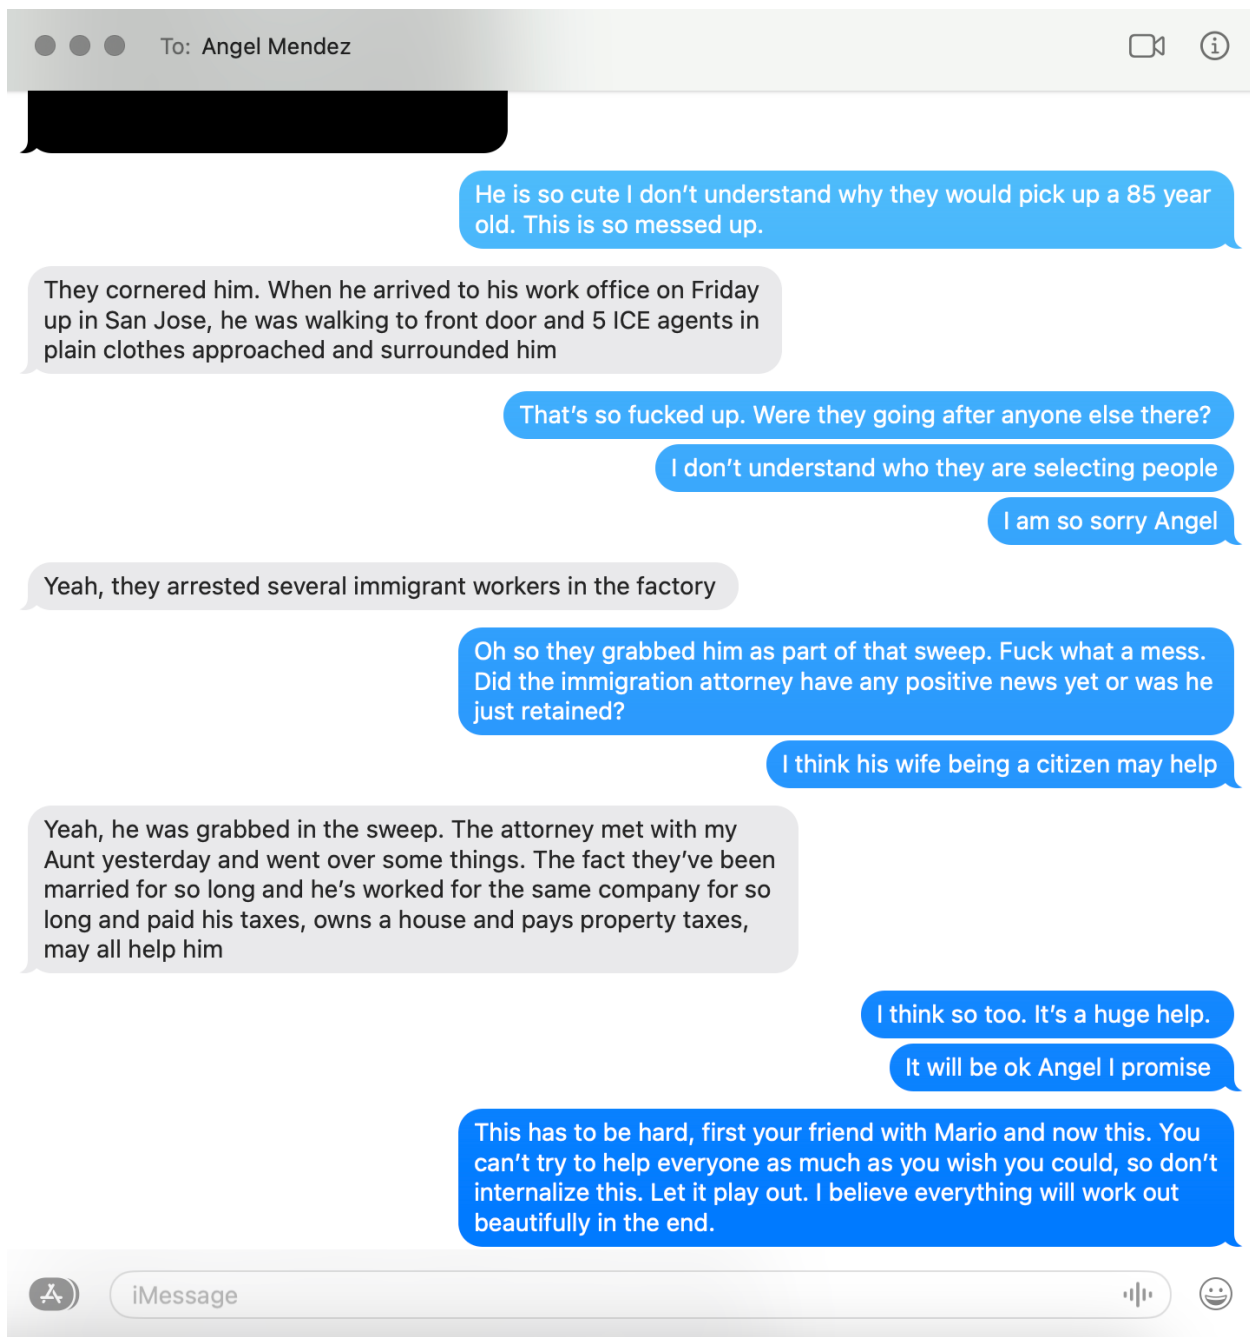 To: Angel Mendez
He is so cute I don’t understand why they would pick up a 85 year
old. This is so messed up.
They cornered him. When he arrived to his work office on Friday
up in San Jose, he was walking to front door and 5 ICE agents in
plain clothes approached and surrounded him
That’s so fucked up. Were they going after anyone else there?
I don’t understand who they are selecting people
I am so sorry Angel
Yeah, they arrested several immigrant workers in the factory
Oh so they grabbed him as part of that sweep. Fuck what a mess.
Did the immigration attorney have any positive news yet or was he
just retained?
I think his wife being a citizen may help
Yeah, he was grabbed in the sweep. The attorney met with my
Aunt yesterday and went over some things. The fact they’ve been
married for so long and he’s worked for the same company for so
long and paid his taxes, owns a house and pays property taxes,
may all help him
I think so too. It’s a huge help.
It will be ok Angel I promise
This has to be hard, first your friend with Mario and now this. You
can’t try to help everyone as much as you wish you could, so don’t
internalize this. Let it play out. I believe everything will work out
beautifully in the end.
iMessage